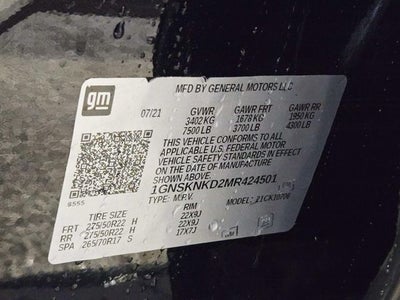 gm
MFD BY GENERAL MOTORS LLC
07/21 GVWR GAWR FRT GAWR RR
3402 KG 1678 KG 1950 KG
7500 LB 3700 LB 4300 LB
THIS VEHICLE CONFORMS TO ALL APPLICABLE
U.S. FEDERAL MOTOR
VEHICLE SAFETY STANDARDS IN EFFECT
ON THE DATE OF MANUFACTURE
SHOWN ABOVE.
1GNSKNKD2MR424501
TYPE: M.P.V. MODEL:
TIRE SIZE RIM
FRT 275/50R22 H 22X9J
RR 275/50R22 H 22X9J
SPA 265/70R17 S 17X7J